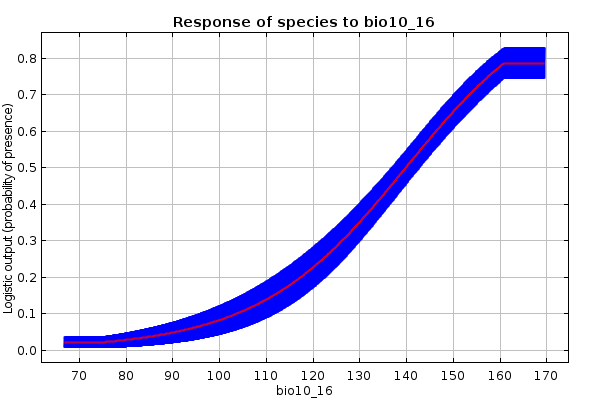 Response of species to bio10_16
Logistic output (probability of presence)
0.8
0.7
0.6
0.5
0.4
0.3
0.2
0.1
0.0
70 80 90 100 110 120 130 140 150 160 170
bio10_16